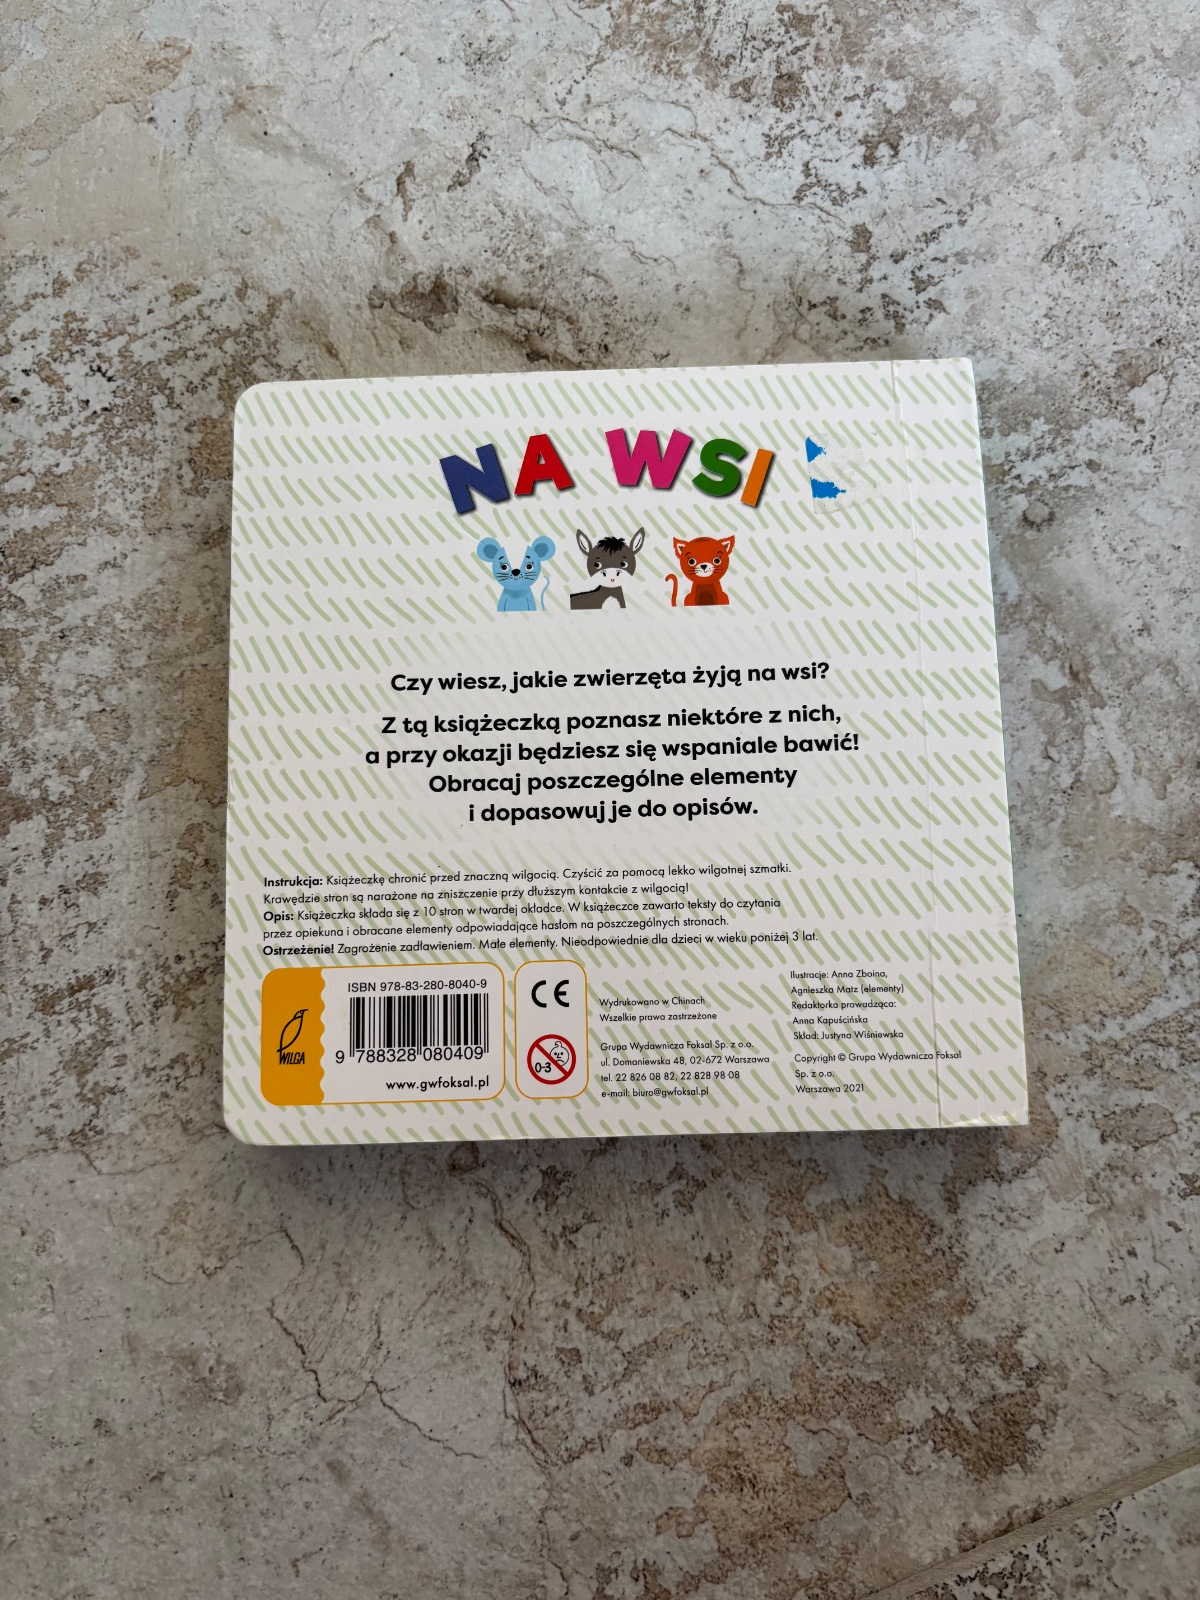 NA WSI
Czy wiesz, jakie zwierzęta żyją na wsi?
Z tą książeczką poznasz niektóre z nich,
a przy okazji będziesz się wspaniale bawić!
Obracaj poszczególne elementy
i dopasowuj je do opisów.
Instrukcja: Książeczkę chronić przed znaczną wilgocią. Czyścić za pomocą lekko wilgotnej szmatki.
Krawędzie stron są narażone na zniszczenie przy dłuższym kontakcie z wilgocią!
Opis: Książeczka składa się z 10 stron w twardej okładce. W książeczce zawarto teksty do czytania
przez opiekuna i obracane elementy odpowiadające hasłom na poszczególnych stronach.
Ostrzeżenie! Zagrożenie zadławieniem. Małe elementy. Nieodpowiednie dla dzieci w wieku poniżej 3 lat.
WILGA
ISBN 978-83-280-8040-9
9 788328 080409
www.gwfoksal.pl
CE
0-3
Wydrukowano w Chinach
Wszelkie prawa zastrzeżone
Grupa Wydawnicza Foksal Sp. z o.o.
ul. Domaniewska 48, 02-672 Warszawa
tel. 22 826 08 82, 22 828 98 08
e-mail: biuro@gwfoksal.pl
Ilustracje: Anna Zboina,
Agnieszka Matz (elementy)
Redaktorka prowadząca:
Anna Kapuścińska
Skład: Justyna Wiśniewska
Copyright © Grupa Wydawnicza Foksal
Sp. z o.o.
Warszawa 2021